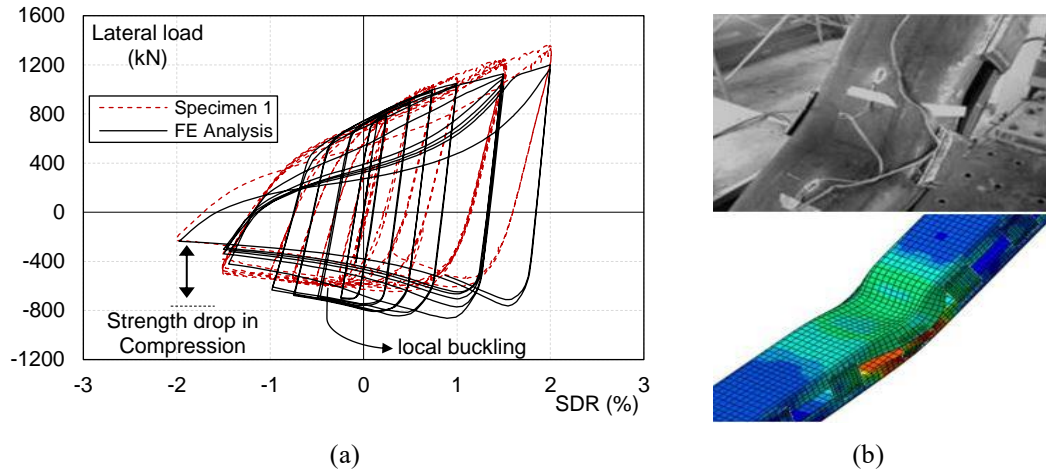 1600
1200
800
400
0
-400
-800
-1200
Lateral load
(kN)
Specimen 1
FE Analysis
Strength drop in
Compression
local buckling
-3 -2 -1 0 1 2 3
SDR (%)
(a)
(b)